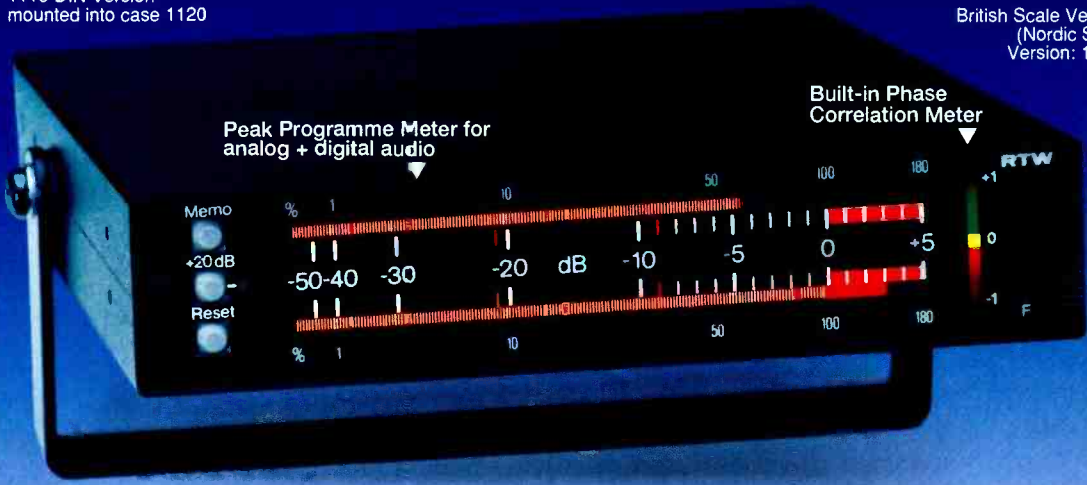 mounted into case 1120
British Scale
(Nordic
Version:
Peak Programme Meter for
analog + digital audio
Built-in Phase
Correlation Meter
RTW
Memo
+20 dB
Reset
% 1 10 50 100 180
-50 -40 -30 -20 dB -10 -5 0 +5
% 1 10 50 100 180
+1
0
-1
F